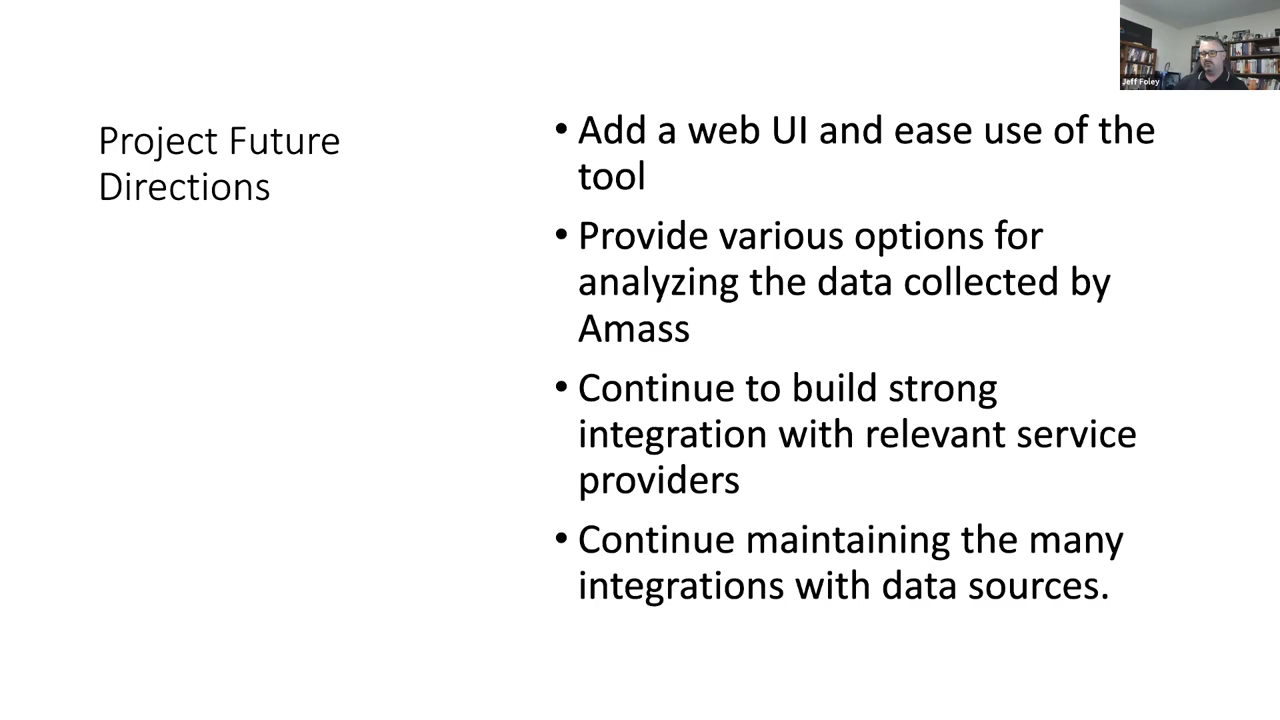 Jeff Foley
Project Future
Directions
• Add a web UI and ease use of the
tool
• Provide various options for
analyzing the data collected by
Amass
• Continue to build strong
integration with relevant service
providers
• Continue maintaining the many
integrations with data sources.